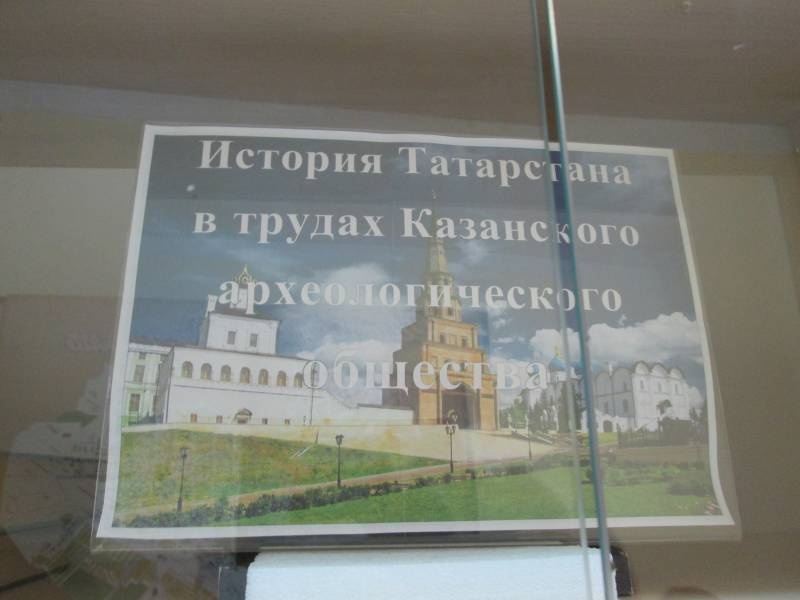 История Татарстана
в трудах Казанского
археологического
общества